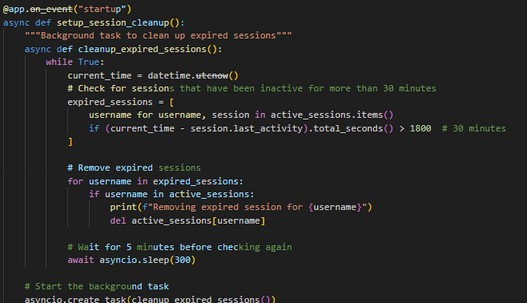 @app.on_event("startup")
async def setup_session_cleanup():
    """Background task to clean up expired sessions"""
    async def cleanup_expired_sessions():
        while True:
            current_time = datetime.utcnow()
            # Check for sessions that have been inactive for more than 30 minutes
            expired_sessions = [
                username for username, session in active_sessions.items()
                if (current_time - session.last_activity).total_seconds() > 1800  # 30 minutes
            ]

            # Remove expired sessions
            for username in expired_sessions:
                if username in active_sessions:
                    print(f"Removing expired session for {username}")
                    del active_sessions[username]

            # Wait for 5 minutes before checking again
            await asyncio.sleep(300)

    # Start the background task
    asyncio.create_task(cleanup_expired_sessions())